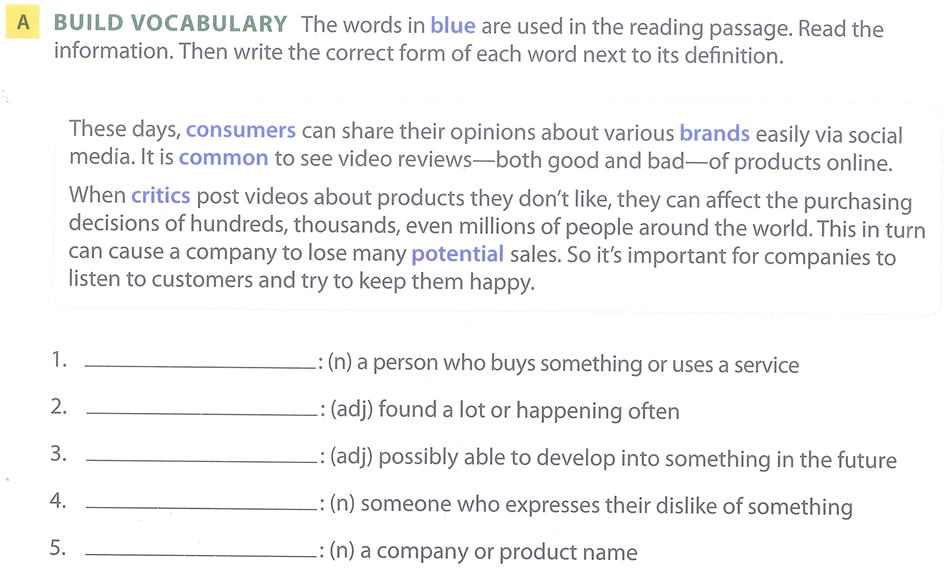 A BUILD VOCABULARY The words in blue are used in the reading passage. Read the
information. Then write the correct form of each word next to its definition.
These days, consumers can share their opinions about various brands easily via social
media. It is common to see video reviews—both good and bad—of products online.
When critics post videos about products they don't like, they can affect the purchasing
decisions of hundreds, thousands, even millions of people around the world. This in turn
can cause a company to lose many potential sales. So it's important for companies to
listen to customers and try to keep them happy.
1. ____________________: (n) a person who buys something or uses a service
2. ____________________: (adj) found a lot or happening often
3. ____________________: (adj) possibly able to develop into something in the future
4. ____________________: (n) someone who expresses their dislike of something
5. ____________________: (n) a company or product name